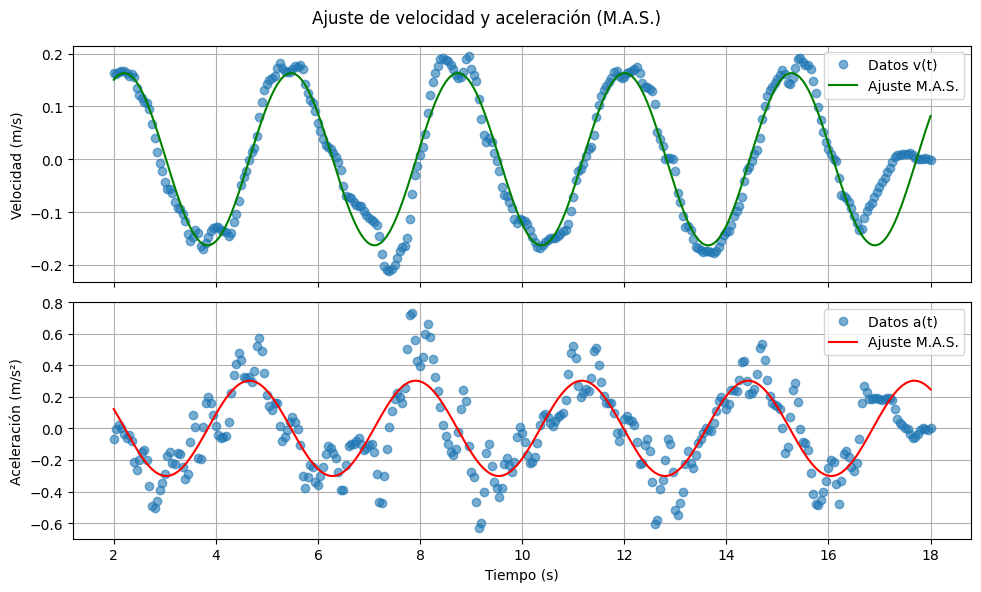 Ajuste de velocidad y aceleración (M.A.S.)
0.2
0.1
0.0
−0.1
−0.2
Velocidad (m/s)
Datos v(t)
Ajuste M.A.S.
0.8
0.6
0.4
0.2
0.0
−0.2
−0.4
−0.6
Aceleración (m/s²)
Datos a(t)
Ajuste M.A.S.
2 4 6 8 10 12 14 16 18
Tiempo (s)